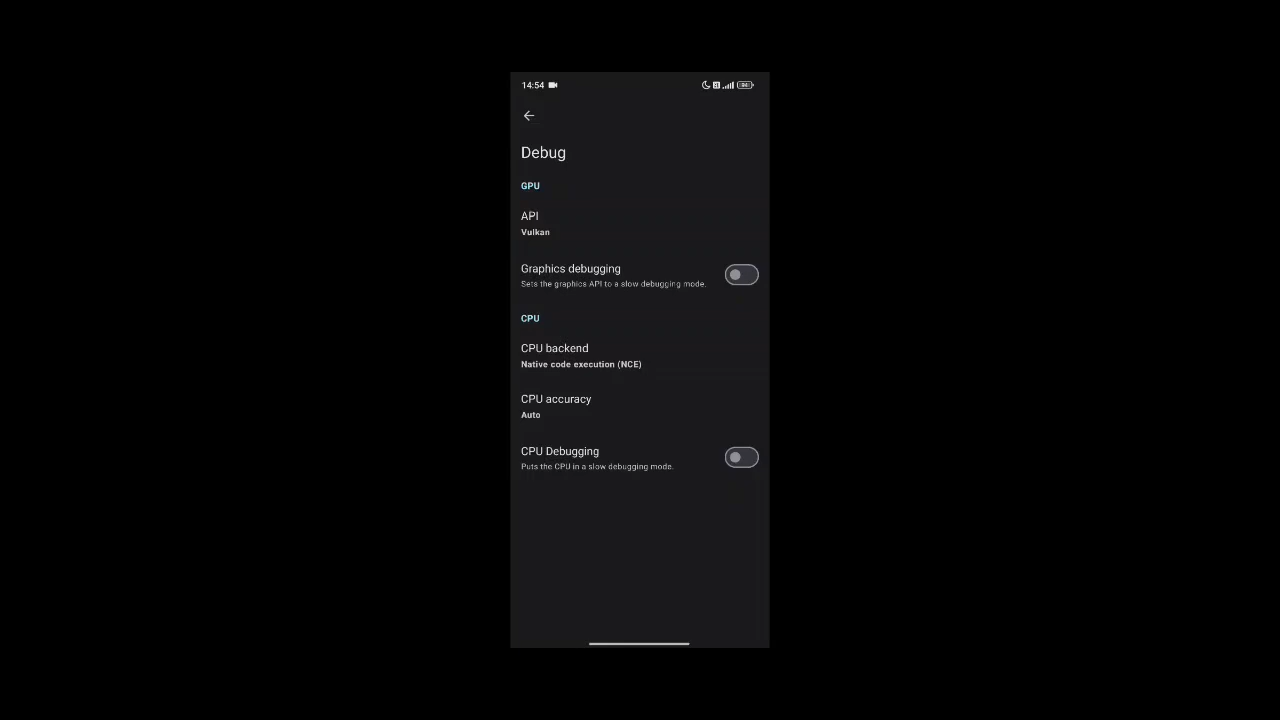 14:54
Debug
GPU
API
Vulkan
Graphics debugging
Sets the graphics API to a slow debugging mode.
CPU
CPU backend
Native code execution (NCE)
CPU accuracy
Auto
CPU Debugging
Puts the CPU in a slow debugging mode.